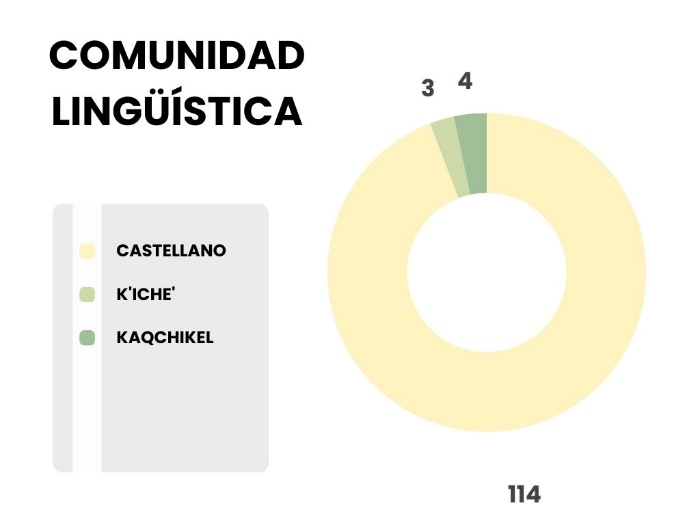 COMUNIDAD
LINGÜÍSTICA
3 4
CASTELLANO
K'ICHE'
KAQCHIKEL
114